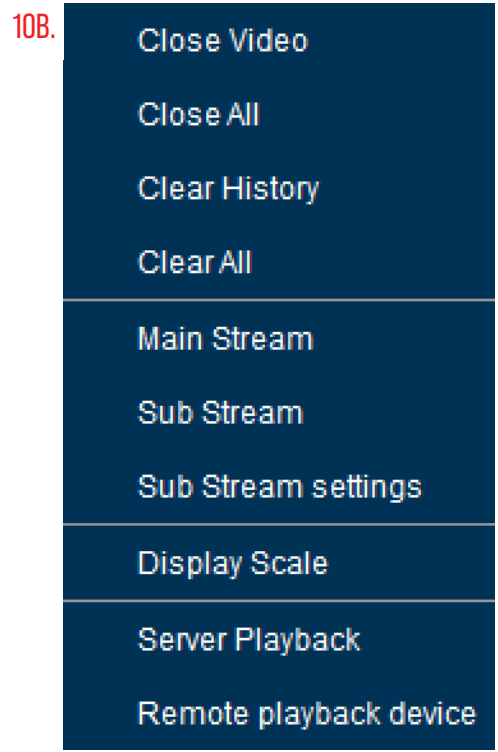 10B.
Close Video
Close All
Clear History
Clear All
Main Stream
Sub Stream
Sub Stream settings
Display Scale
Server Playback
Remote playback device